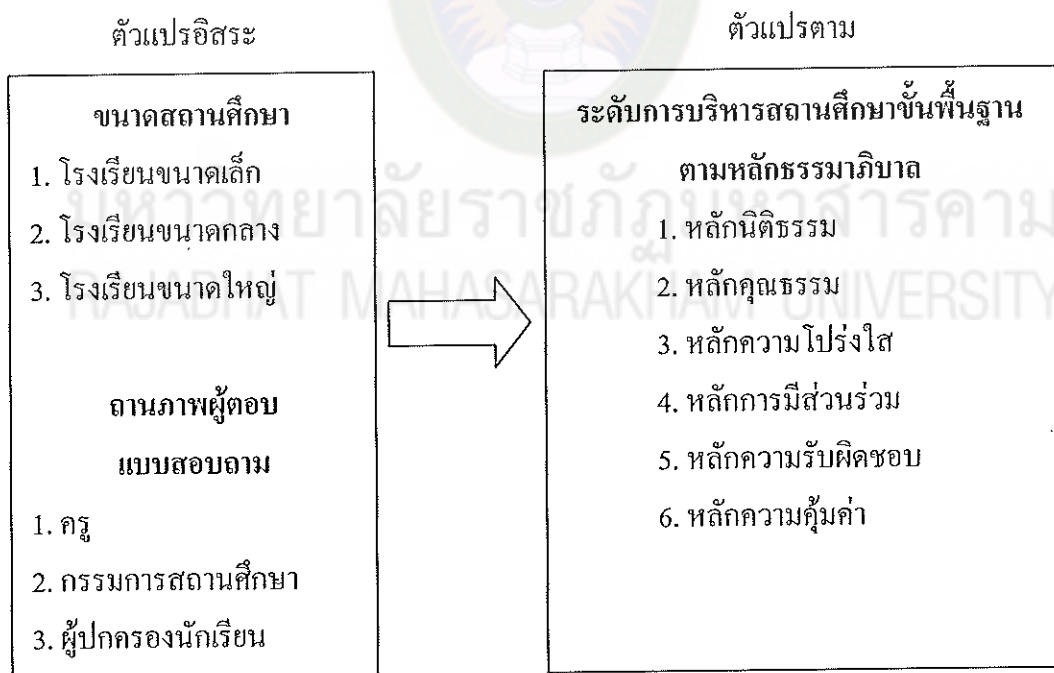 ตัวแปรอิสระ
ขนาดสถานศึกษา
1. โรงเรียนขนาดเล็ก
2. โรงเรียนขนาดกลาง
3. โรงเรียนขนาดใหญ่
ถานภาพผู้ตอบ
แบบสอบถาม
1. ครู
2. กรรมการสถานศึกษา
3. ผู้ปกครองนักเรียน
ตัวแปรตาม
ระดับการบริหารสถานศึกษาขั้นพื้นฐาน
ตามหลักธรรมาภิบาล
1. หลักนิติธรรม
2. หลักคุณธรรม
3. หลักความโปร่งใส
4. หลักการมีส่วนร่วม
5. หลักความรับผิดชอบ
6. หลักความคุ้มค่า
มหาวิทยาลัยราชภัฏมหาสารคาม
RAJABHAT MAHASARAKHAM UNIVERSITY